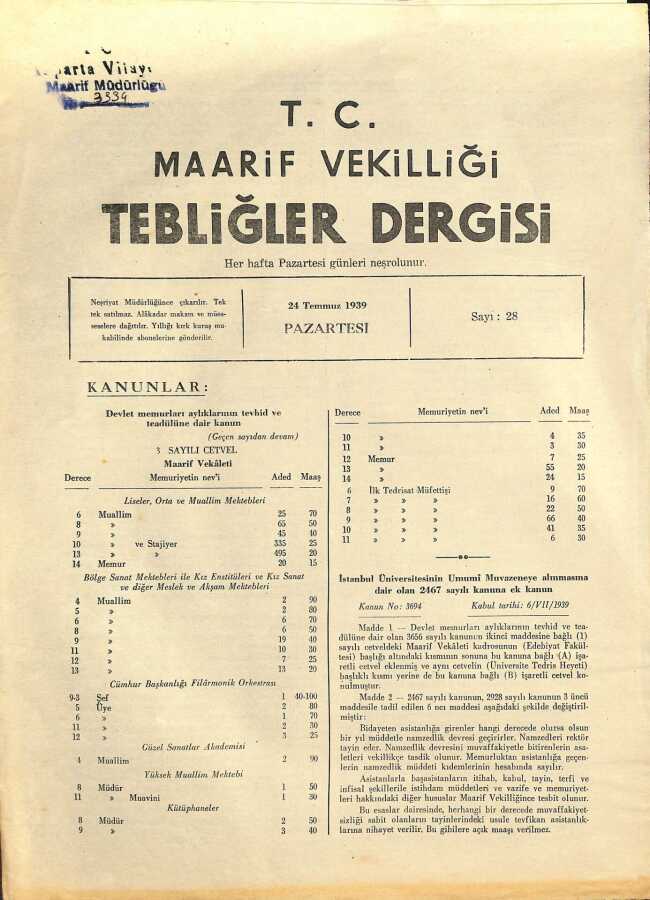 Vilay
Maarif Müdürlüğü
3334
T. C.
MAARiF VEKiLLiĞi
TEBLiĞLER DERGiSi
Her hafta Pazartesi günleri neşrolunur.
Neşriyat Müdürlüğünce çıkarılır. Tek
tek satılmaz. Alâkadar makam ve mües-
seselere dağıtılır. Yıllığı kırk kuruş mu-
kabilinde abonelerine gönderilir.
24 Temmuz 1939
PAZARTESI
Sayı : 28
KANUNLAR:
Devlet memurları aylıklarının tevhid ve
teadülüne dair kanun
(Geçen sayıdan devam)
3 SAYILI CETVEL
Maarif Vekâleti
Derece Memuriyetin nev'i Aded Maaş
Liseler, Orta ve Muallim Mektebleri
6 Muallim 25 70
8 » 65 50
9 » 45 40
10 » ve Stajiyer 335 25
13 » » 495 20
14 Memur 20 15
Bölge Sanat Mektebleri ile Kız Enstitüleri ve Kız Sanat
ve diğer Meslek ve Akşam Mektebleri
4 Muallim 2 90
5 » 2 80
6 » 6 70
8 » 6 50
9 » 19 40
11 » 10 30
12 » 7 25
13 » 13 20
Cümhur Başkanlığı Filârmonik Orkestrası
9-3 Şef 1 40-100
5 Üye 2 80
6 » 1 70
11 » 2 30
12 » 3 25
Güzel Sanatlar Akademisi
4 Muallim 2 90
Yüksek Muallim Mektebi
8 Müdür 1 50
11 » Muavini 1 30
Kütüphaneler
8 Müdür 2 50
9 » 3 40
Derece Memuriyetin nev'i Aded Maaş
10 » 4 35
11 » 3 30
12 Memur 7 25
13 » 55 20
14 » 24 15
6 İlk Tedrisat Müfettişi 9 70
7 » » » 16 60
8 » » » 22 50
9 » » » 66 40
10 » » » 41 35
11 » » » 6 30
İstanbul Üniversitesinin Umumî Muvazeneye alınmasına
dair olan 2467 sayılı kanuna ek kanun
Kanun No: 3694 Kabul tarihi: 6/VII/1939
Madde 1 — Devlet memurları aylıklarının tevhid ve tea-
dülüne dair olan 3656 sayılı kanunun ikinci maddesine bağlı (1)
sayılı cetveldeki Maarif Vekâleti kadrosunun (Edebiyat Fakül-
tesi) başlığı altındaki kısmının sonuna bu kanuna bağlı (A) işa-
retli cetvel eklenmiş ve aynı cetvelin (Üniversite Tedris Heyeti)
başlıklı kısmı yerine de bu kanuna bağlı (B) işaretli cetvel ko-
nulmuştur.
Madde 2 — 2467 sayılı kanunun, 2928 sayılı kanunun 3 üncü
maddesile tadil edilen 6 ncı maddesi aşağıdaki şekilde değiştiril-
miştir:
Bidayeten asistanlığa girenler hangi derecede olursa olsun
bir yıl müddetle namzedlik devresi geçirirler. Namzedleri rektör
tayin eder. Namzedlik devresini muvaffakiyetle bitirenlerin asa-
letleri vekillikçe tasdik olunur. Memurluktan asistanlığa geçen-
lerin namzedlik müddeti kıdemlerinin hesabında sayılır.
Asistanlarla başasistanların itihab, kabul, tayin, terfi ve
infisal şekillerile istihdam müddetleri ve vazife ve memuriyet-
leri hakkındaki diğer hususlar Maarif Vekilliğince tesbit olunur.
Bu esaslar dairesinde, herhangi bir derecede muvaffakiyet-
sizliği sabit olanların tayinlerindeki usule tevfikan asistanlık-
larına nihayet verilir. Bu gibilere açık maaşı verilmez.